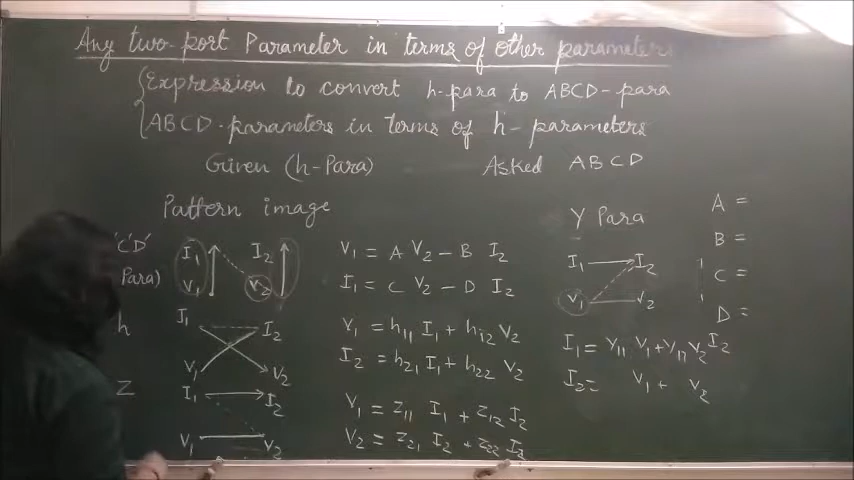 Any two-port Parameter in terms of other parameters
Expression to convert h-para to ABCD-para
ABCD-parameters in terms of h-parameters
Given (h-Para) Asked ABCD
Pattern image
Y Para
A =
B =
C =
D =
'C'D'
Para)
I₁ I₂
V₁ V₂
V₁ = A V₂ - B I₂
I₁ = C V₂ - D I₂
I₁ I₂
V₁ V₂
h
I₁ I₂
V₁ V₂
V₁ = h₁₁ I₁ + h₁₂ V₂
I₂ = h₂₁ I₁ + h₂₂ V₂
I₁ = Y₁₁ V₁ + Y₁₂ V₂ I₂
I₂ = V₁ + V₂
Z
I₁ I₂
V₁ V₂
V₁ = Z₁₁ I₁ + Z₁₂ I₂
V₂ = Z₂₁ I₂ + Z₂₂ I₂